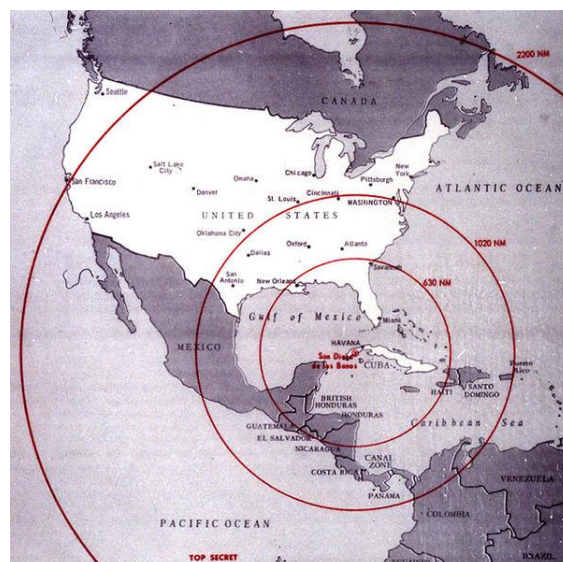 2200 NM
CANADA
Seattle
New
York
Salt Lake
City
Omaha
Chicago
Pittsburgh
San Francisco
Denver
Cincinnati
ATLANTIC OCEAN
St. Louis
WASHINGTON
Los Angeles
UNITED STATES
Oklahoma City
1020 NM
Oxford
Atlanta
Dallas
Savannah
San
Antonio
New Orleans
630 NM
Gulf of Mexico
Miami
MEXICO
HAVANA
San Diego
de los Banos
CUBA
Puerto
Rico
HAITI
SANTO
DOMINGO
BRITISH
HONDURAS
HONDURAS
Caribbean Sea
GUATEMALA
EL SALVADOR
NICARAGUA
CANAL
ZONE
COSTA RICA
VENEZUELA
PANAMA
COLOMBIA
PACIFIC OCEAN
TOP SECRET
ECUADOR
BRAZIL